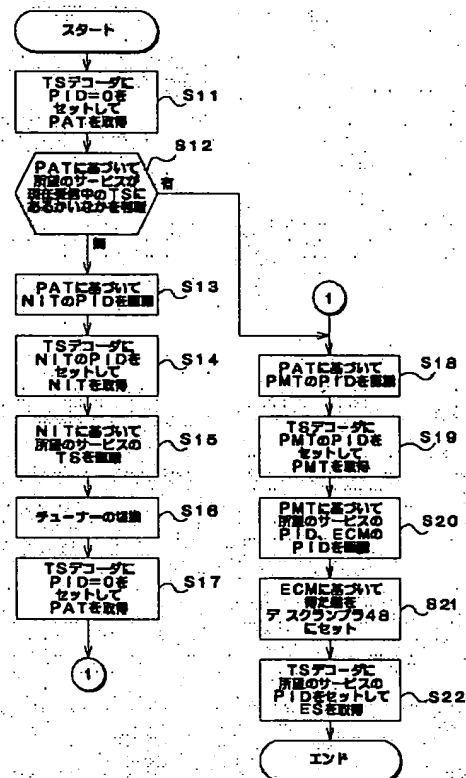 スタート
TSデコーダに
PID=0を
セットして
PATを取得
S11
S12
PATに基づいて
所望のサービスが
現在受信中のTSに
あるかいなかを判断
有
無
PATに基づいて
NITのPIDを確認
S13
TSデコーダに
NITのPIDを
セットして
NITを取得
S14
NITに基づいて
所望のサービスの
TSを確認
S15
チューナーの切換
S16
TSデコーダに
PID=0を
セットして
PATを取得
S17
1
1
PATに基づいて
PMTのPIDを確認
S18
TSデコーダに
PMTのPIDを
セットして
PMTを取得
S19
PMTに基づいて
所望のサービスの
PID、ECMの
PIDを確認
S20
ECMに基づいて
得た鍵を
デスクランブラ48
にセット
S21
TSデコーダに
所望のサービスの
PIDをセットして
ESを取得
S22
エンド